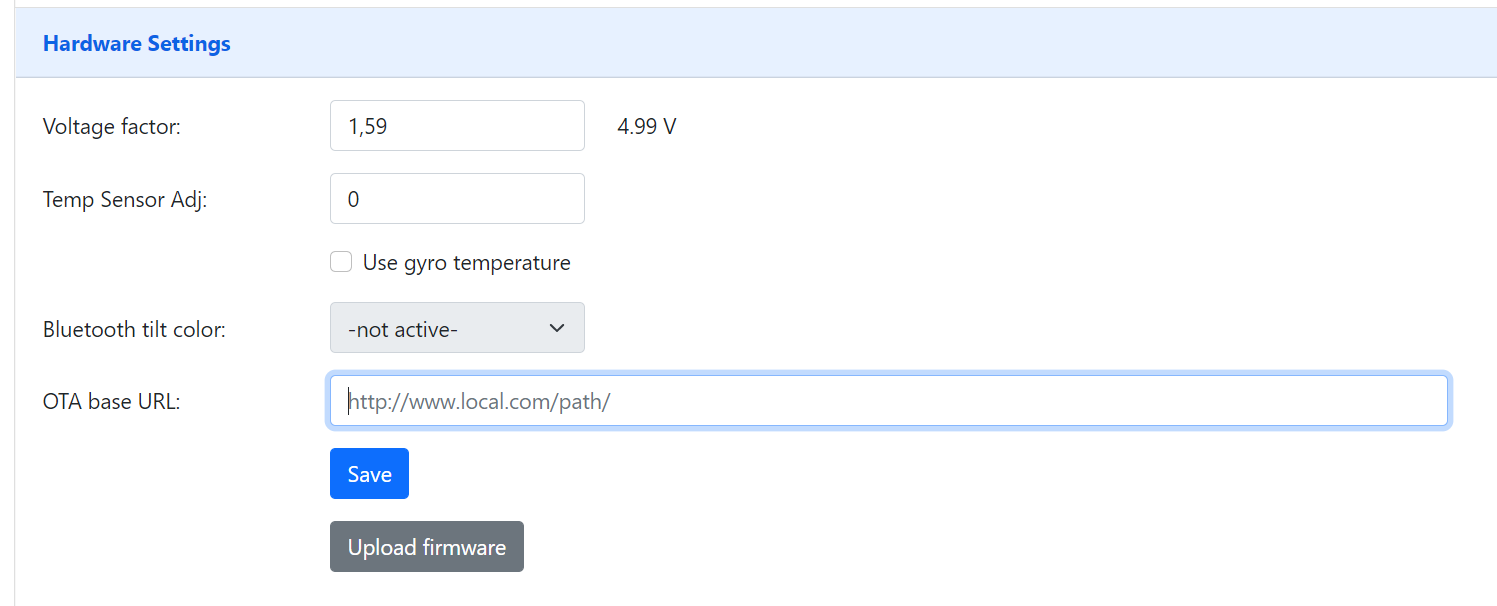 Hardware Settings
Voltage factor: 1,59 4.99 V
Temp Sensor Adj: 0
Use gyro temperature
Bluetooth tilt color: -not active-
OTA base URL: http://www.local.com/path/
Save
Upload firmware